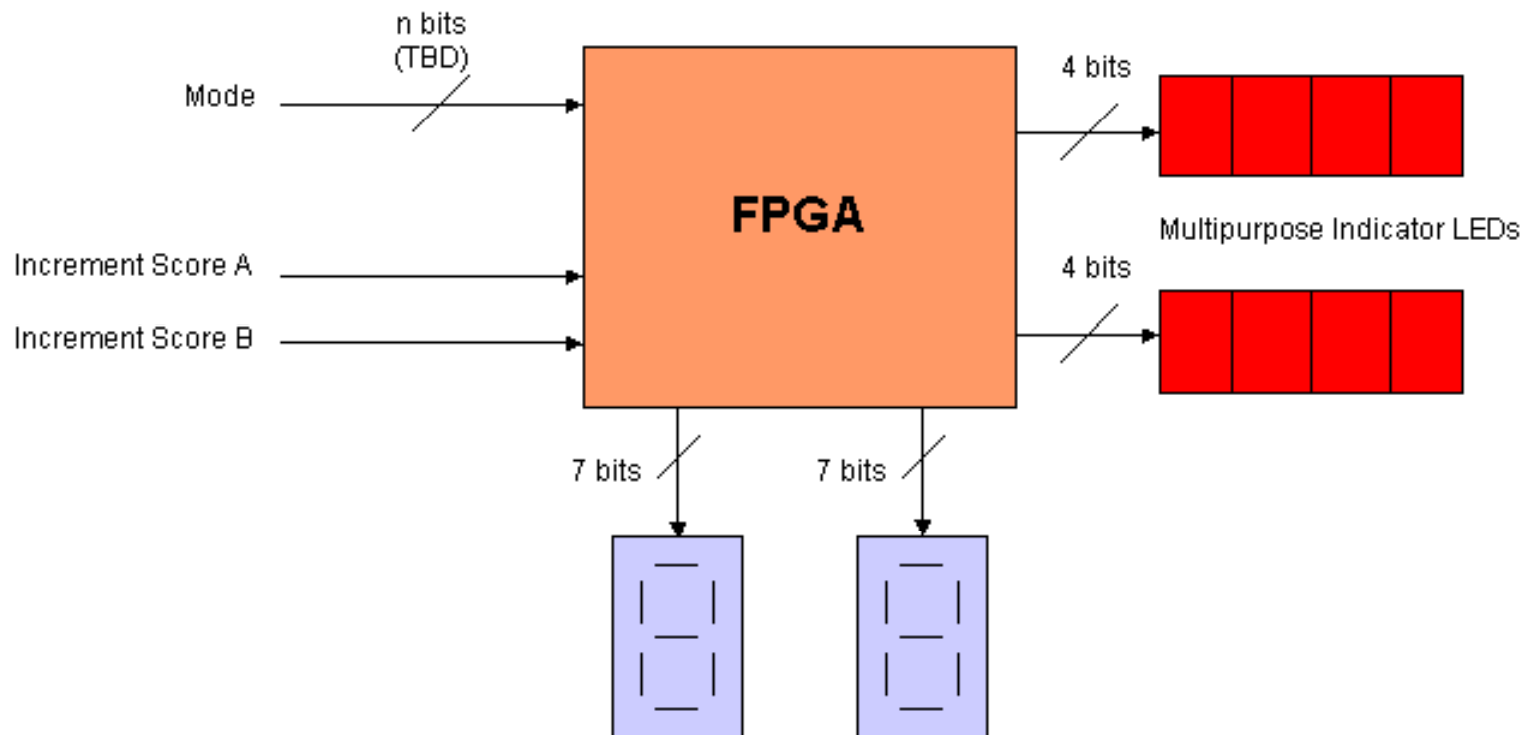 n bits
(TBD)
Mode
4 bits
FPGA
Multipurpose Indicator LEDs
Increment Score A
4 bits
Increment Score B
7 bits
7 bits